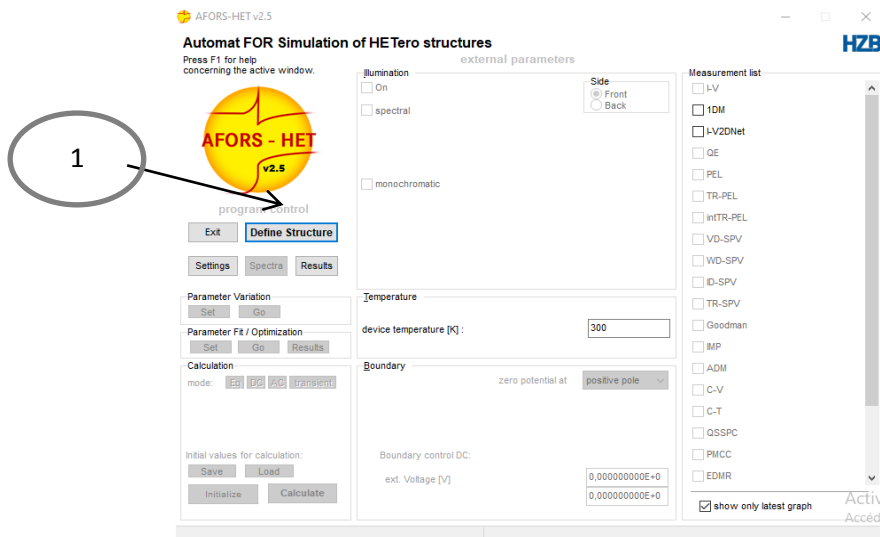 AFORS-HET v2.5
Automat FOR Simulation of HETero structures
HZB
Press F1 for help
concerning the active window.
external parameters
1
AFORS - HET
v2.5
program control
Exit
Define Structure
Settings
Spectra
Results
Parameter Variation
Set
Go
Parameter Fit / Optimization
Set
Go
Results
Calculation
mode:
Eq
DC
AC
transient
Initial values for calculation:
Save
Load
Initialize
Calculate
Illumination
On
Side
Front
Back
spectral
monochromatic
Temperature
device temperature [K] :
300
Boundary
zero potential at
positive pole
Boundary control DC:
ext. Voltage [V]
0,000000000E+0
0,000000000E+0
Measurement list
I-V
1DM
I-V2DNet
QE
PEL
TR-PEL
intTR-PEL
VD-SPV
WD-SPV
ID-SPV
TR-SPV
Goodman
IMP
ADM
C-V
C-T
QSSPC
PMCC
EDMR
show only latest graph
Activ
Accéd